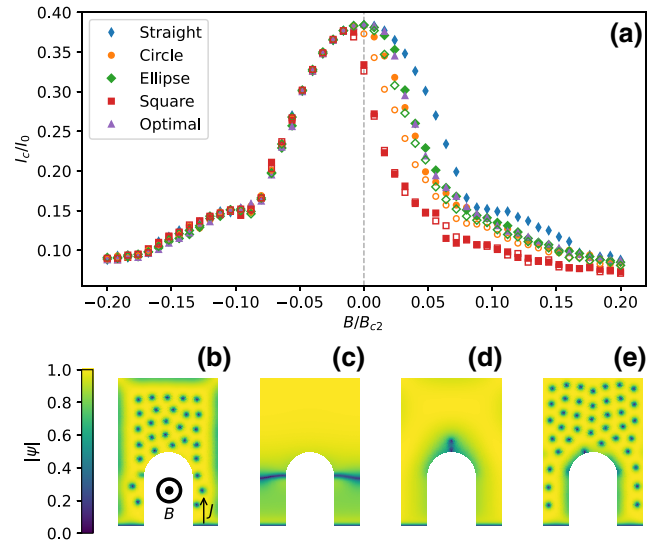 (a)
0.40
0.35
0.30
0.25
0.20
0.15
0.10
I_c/I_0
Straight
Circle
Ellipse
Square
Optimal
−0.20 −0.15 −0.10 −0.05 0.00 0.05 0.10 0.15 0.20
B/B_{c2}
(b) (c) (d) (e)
1.0
0.8
0.6
0.4
0.2
0.0
|ψ|
B
J